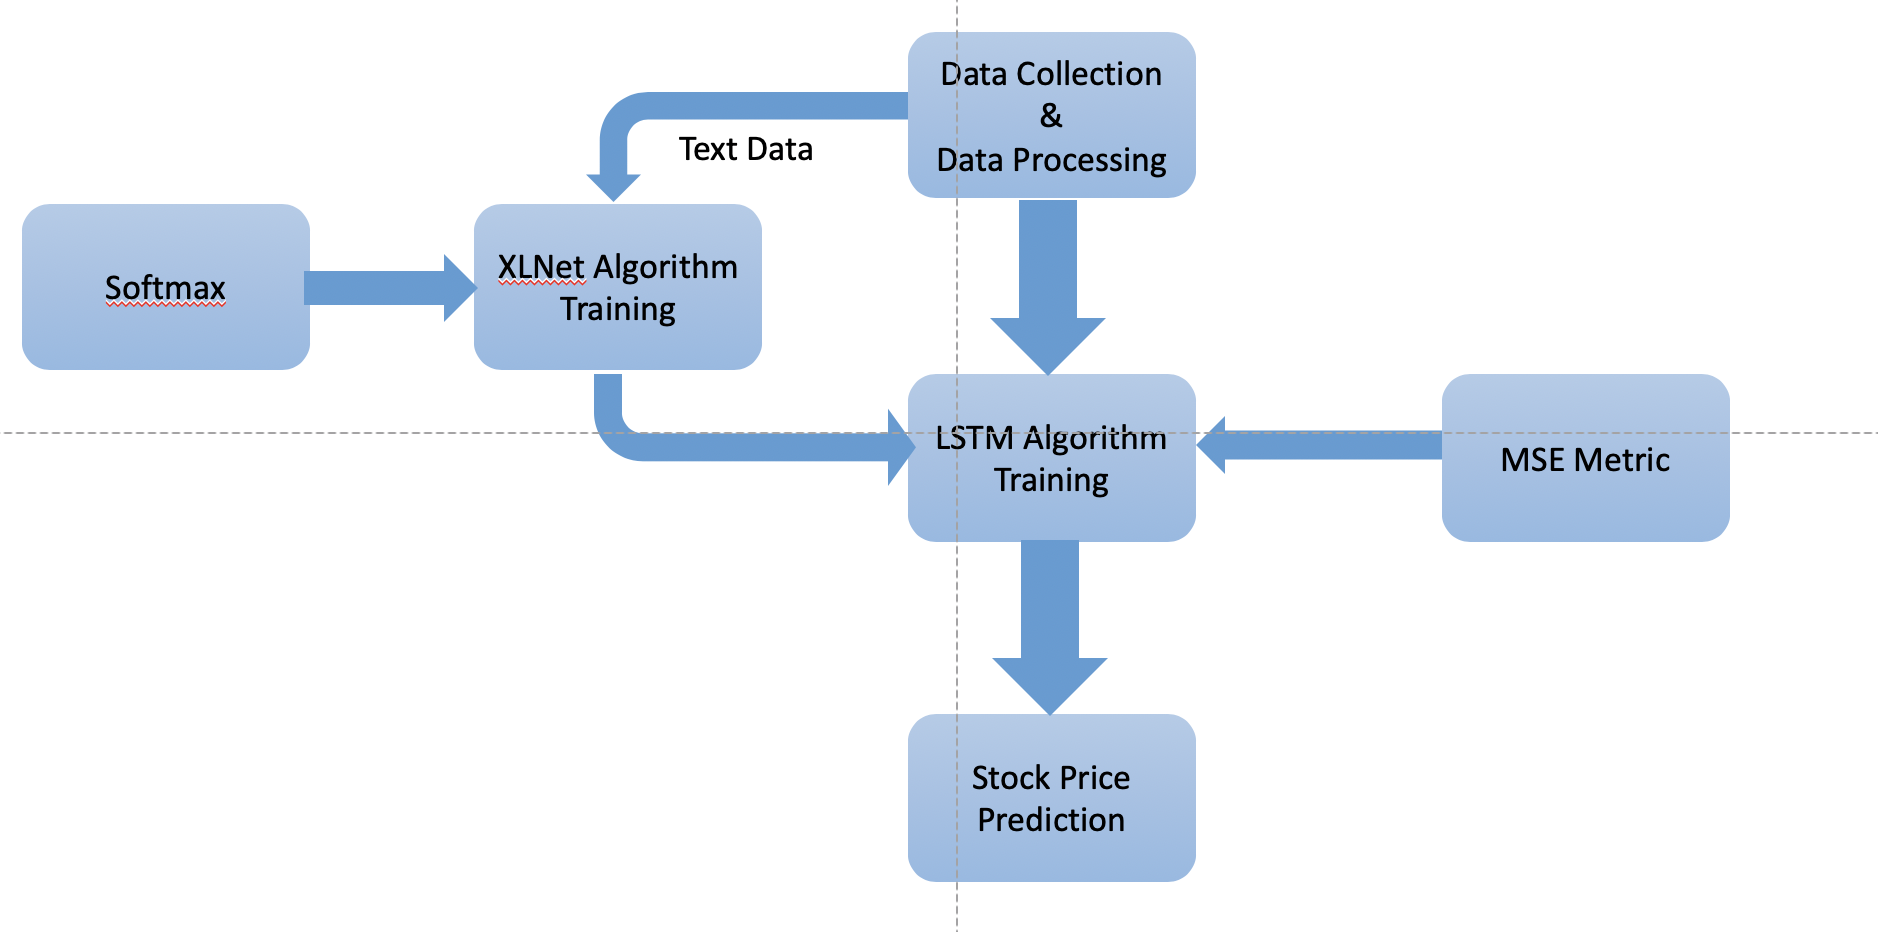 Data Collection
&
Data Processing
Text Data
Softmax
XLNet Algorithm
Training
LSTM Algorithm
Training
MSE Metric
Stock Price
Prediction